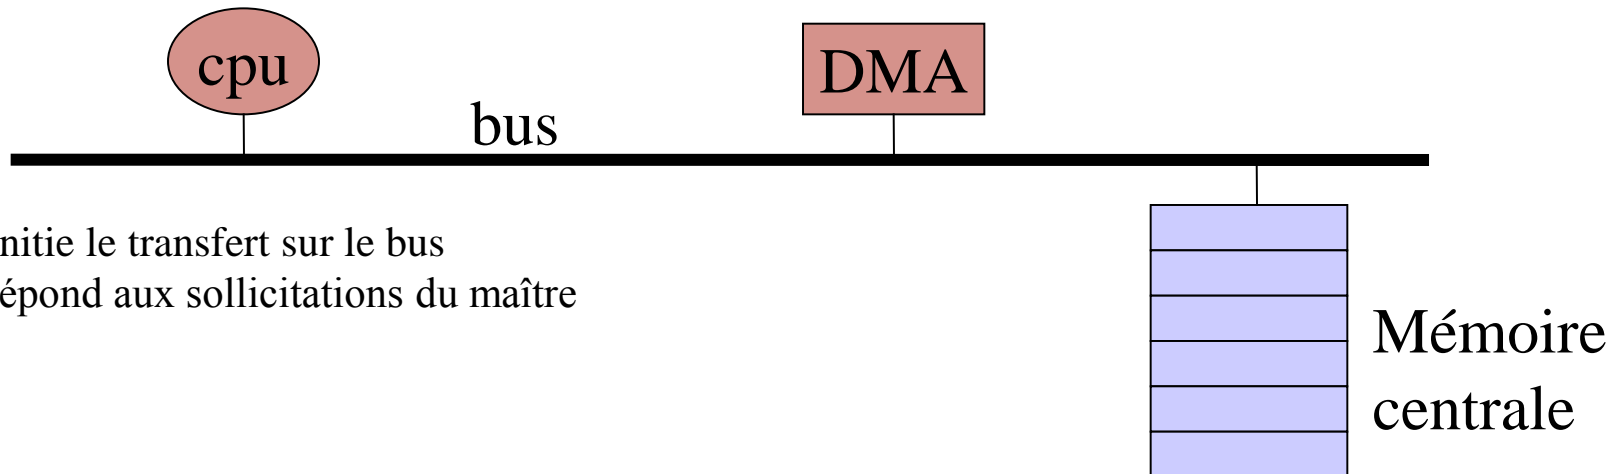 cpu
DMA
bus
nitie le transfert sur le bus
épond aux sollicitations du maître
Mémoire
centrale